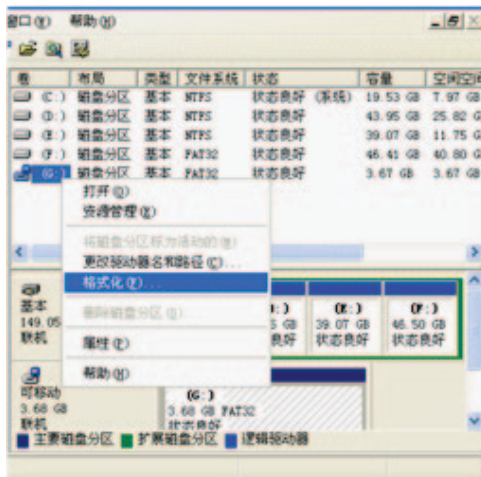 窗口(W) 帮助(H)
卷 布局 类型 文件系统 状态 容量 空闲空间
(C:) 磁盘分区 基本 NTFS 状态良好 (系统) 19.53 GB 7.97 GB
(D:) 磁盘分区 基本 NTFS 状态良好 43.95 GB 25.82 G
(E:) 磁盘分区 基本 NTFS 状态良好 39.07 GB 11.75 G
(F:) 磁盘分区 基本 FAT32 状态良好 46.41 GB 40.80 G
(G:) 磁盘分区 基本 FAT32 状态良好 3.67 GB 3.67 GB
打开(O)
资源管理(X)
将磁盘分区标为活动的(M)
更改驱动器名和路径(C)...
格式化(F)...
删除磁盘分区(D)...
属性(P)
帮助(H)
基本
149.05
联机
(E:)
39.07 GB
状态良好
(F:)
46.50 GB
状态良好
可移动
3.68 GB
联机
(G:)
3.68 GB FAT32
状态良好
主要磁盘分区 扩展磁盘分区 逻辑驱动器